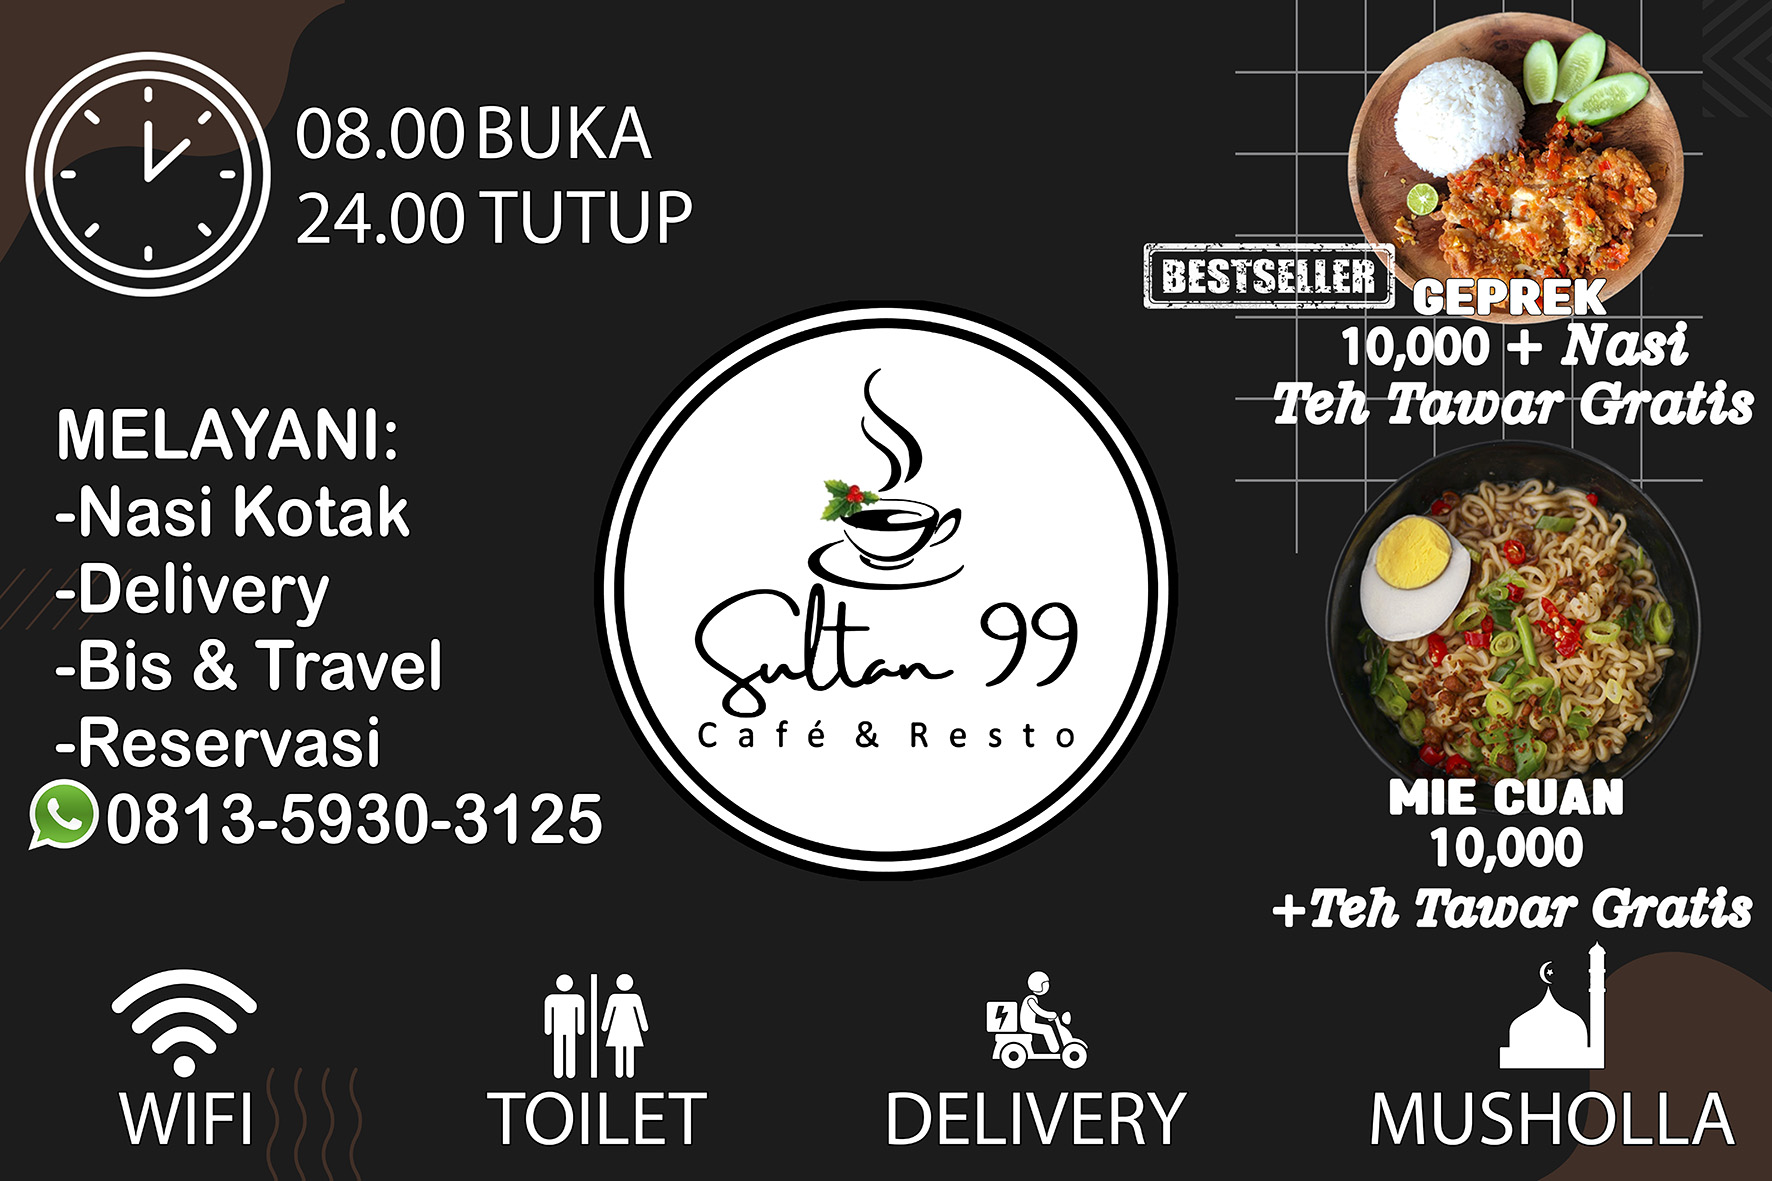 08.00 BUKA
24.00 TUTUP
BESTSELLER
GEPREK
10,000 + Nasi
Teh Tawar Gratis
MELAYANI:
-Nasi Kotak
-Delivery
-Bis & Travel
-Reservasi
0813-5930-3125
Sultan 99
Café & Resto
MIE CUAN
10,000
+Teh Tawar Gratis
WIFI
TOILET
DELIVERY
MUSHOLLA